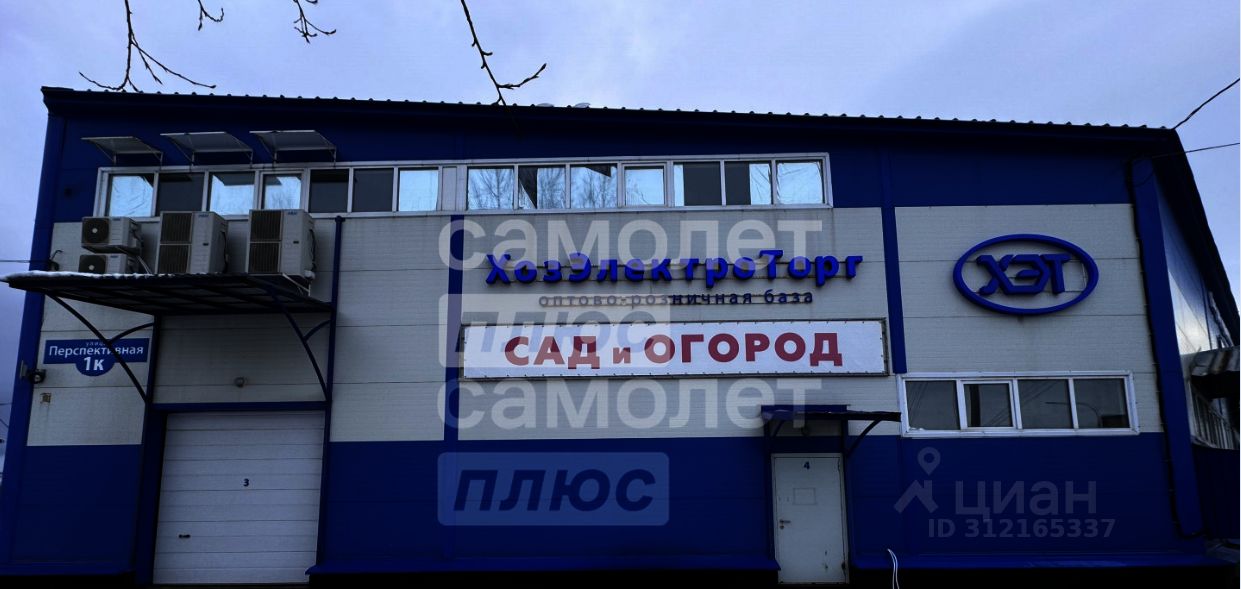 самолет
ХозЭлектроТорг
ХЭТ
оптово-розничная база
плюс
САД и ОГОРОД
улица
Перспективная
1к
самолет
3
4
плюс
циан
ID 312165337